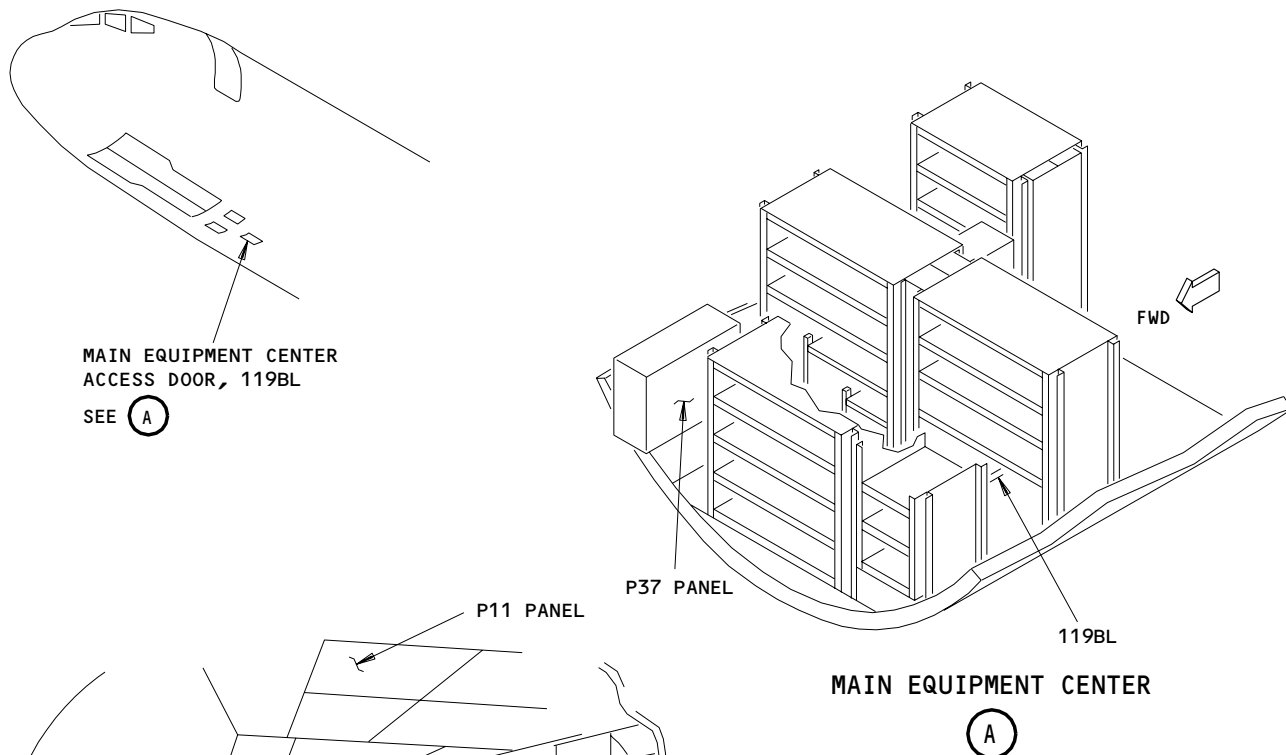 MAIN EQUIPMENT CENTER
ACCESS DOOR, 119BL
SEE A
FWD
P37 PANEL
119BL
MAIN EQUIPMENT CENTER
A
P11 PANEL